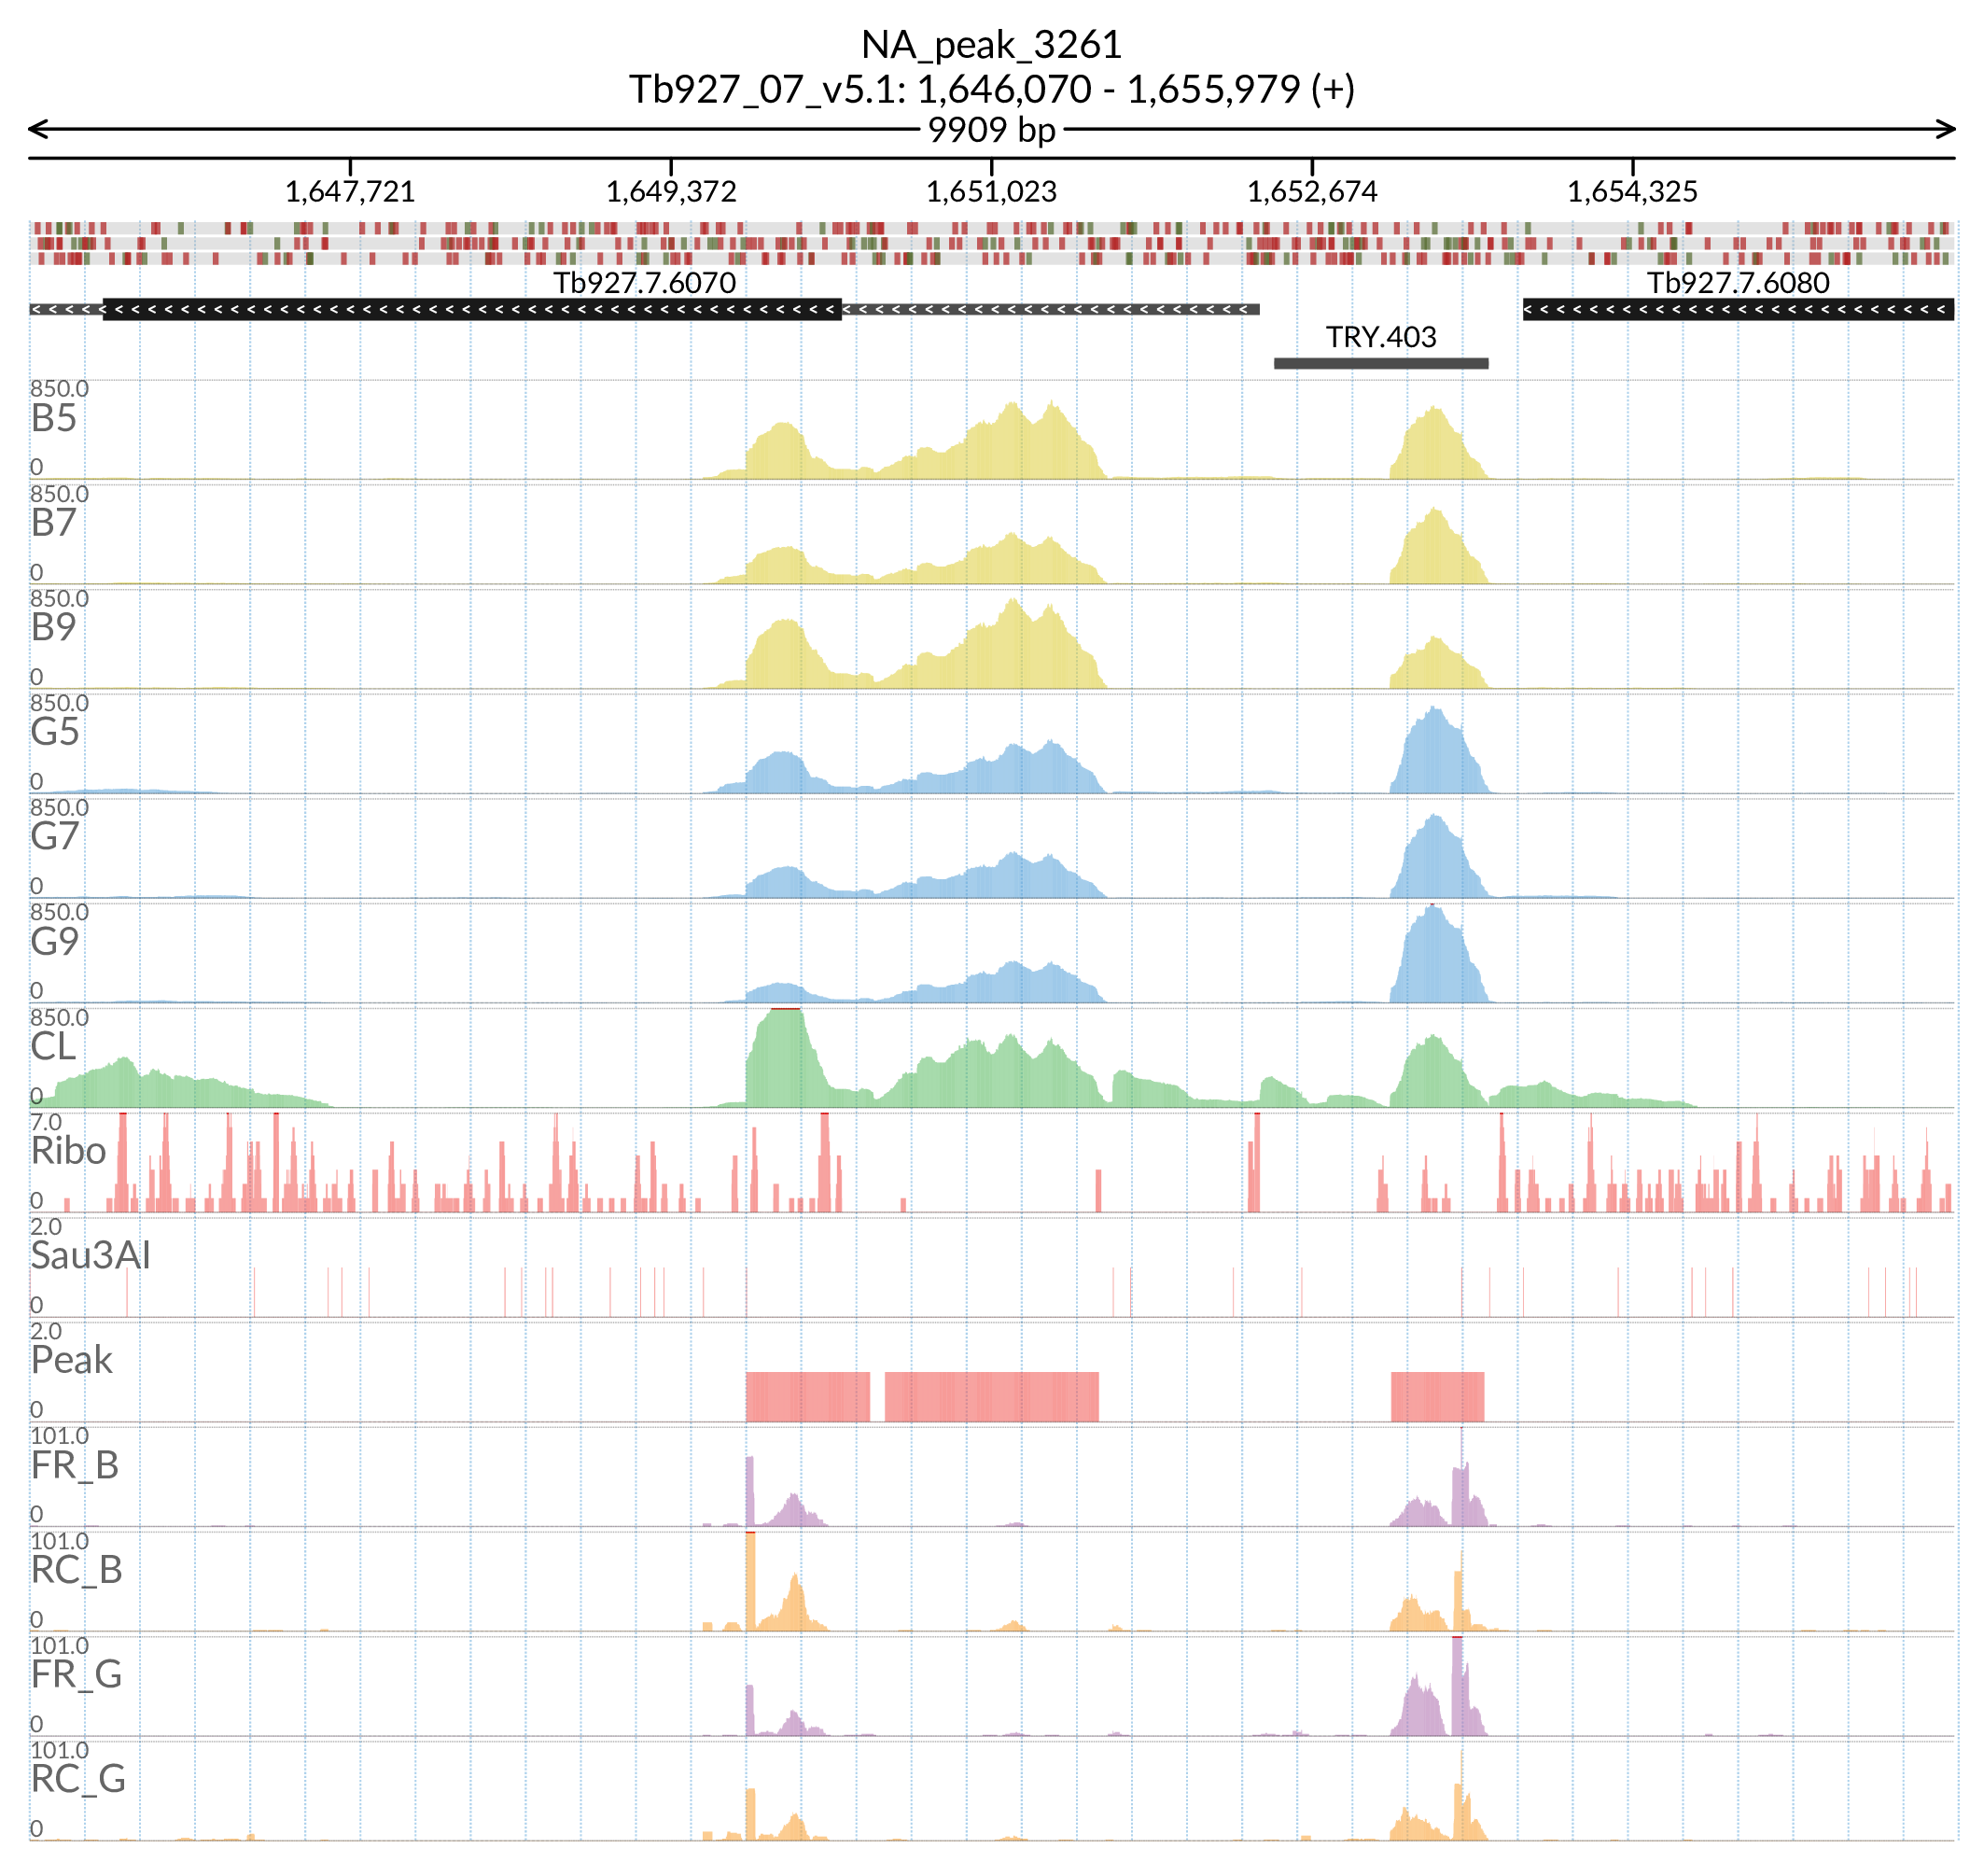 NA_peak_3261
Tb927_07_v5.1: 1,646,070 - 1,655,979 (+)
9909 bp
1,647,721 1,649,372 1,651,023 1,652,674 1,654,325
Tb927.7.6070 Tb927.7.6080
TRY.403
850.0
B5
0
850.0
B7
0
850.0
B9
0
850.0
G5
0
850.0
G7
0
850.0
G9
0
850.0
CL
0
7.0
Ribo
0
2.0
Sau3AI
0
2.0
Peak
0
101.0
FR_B
0
101.0
RC_B
0
101.0
FR_G
0
101.0
RC_G
0